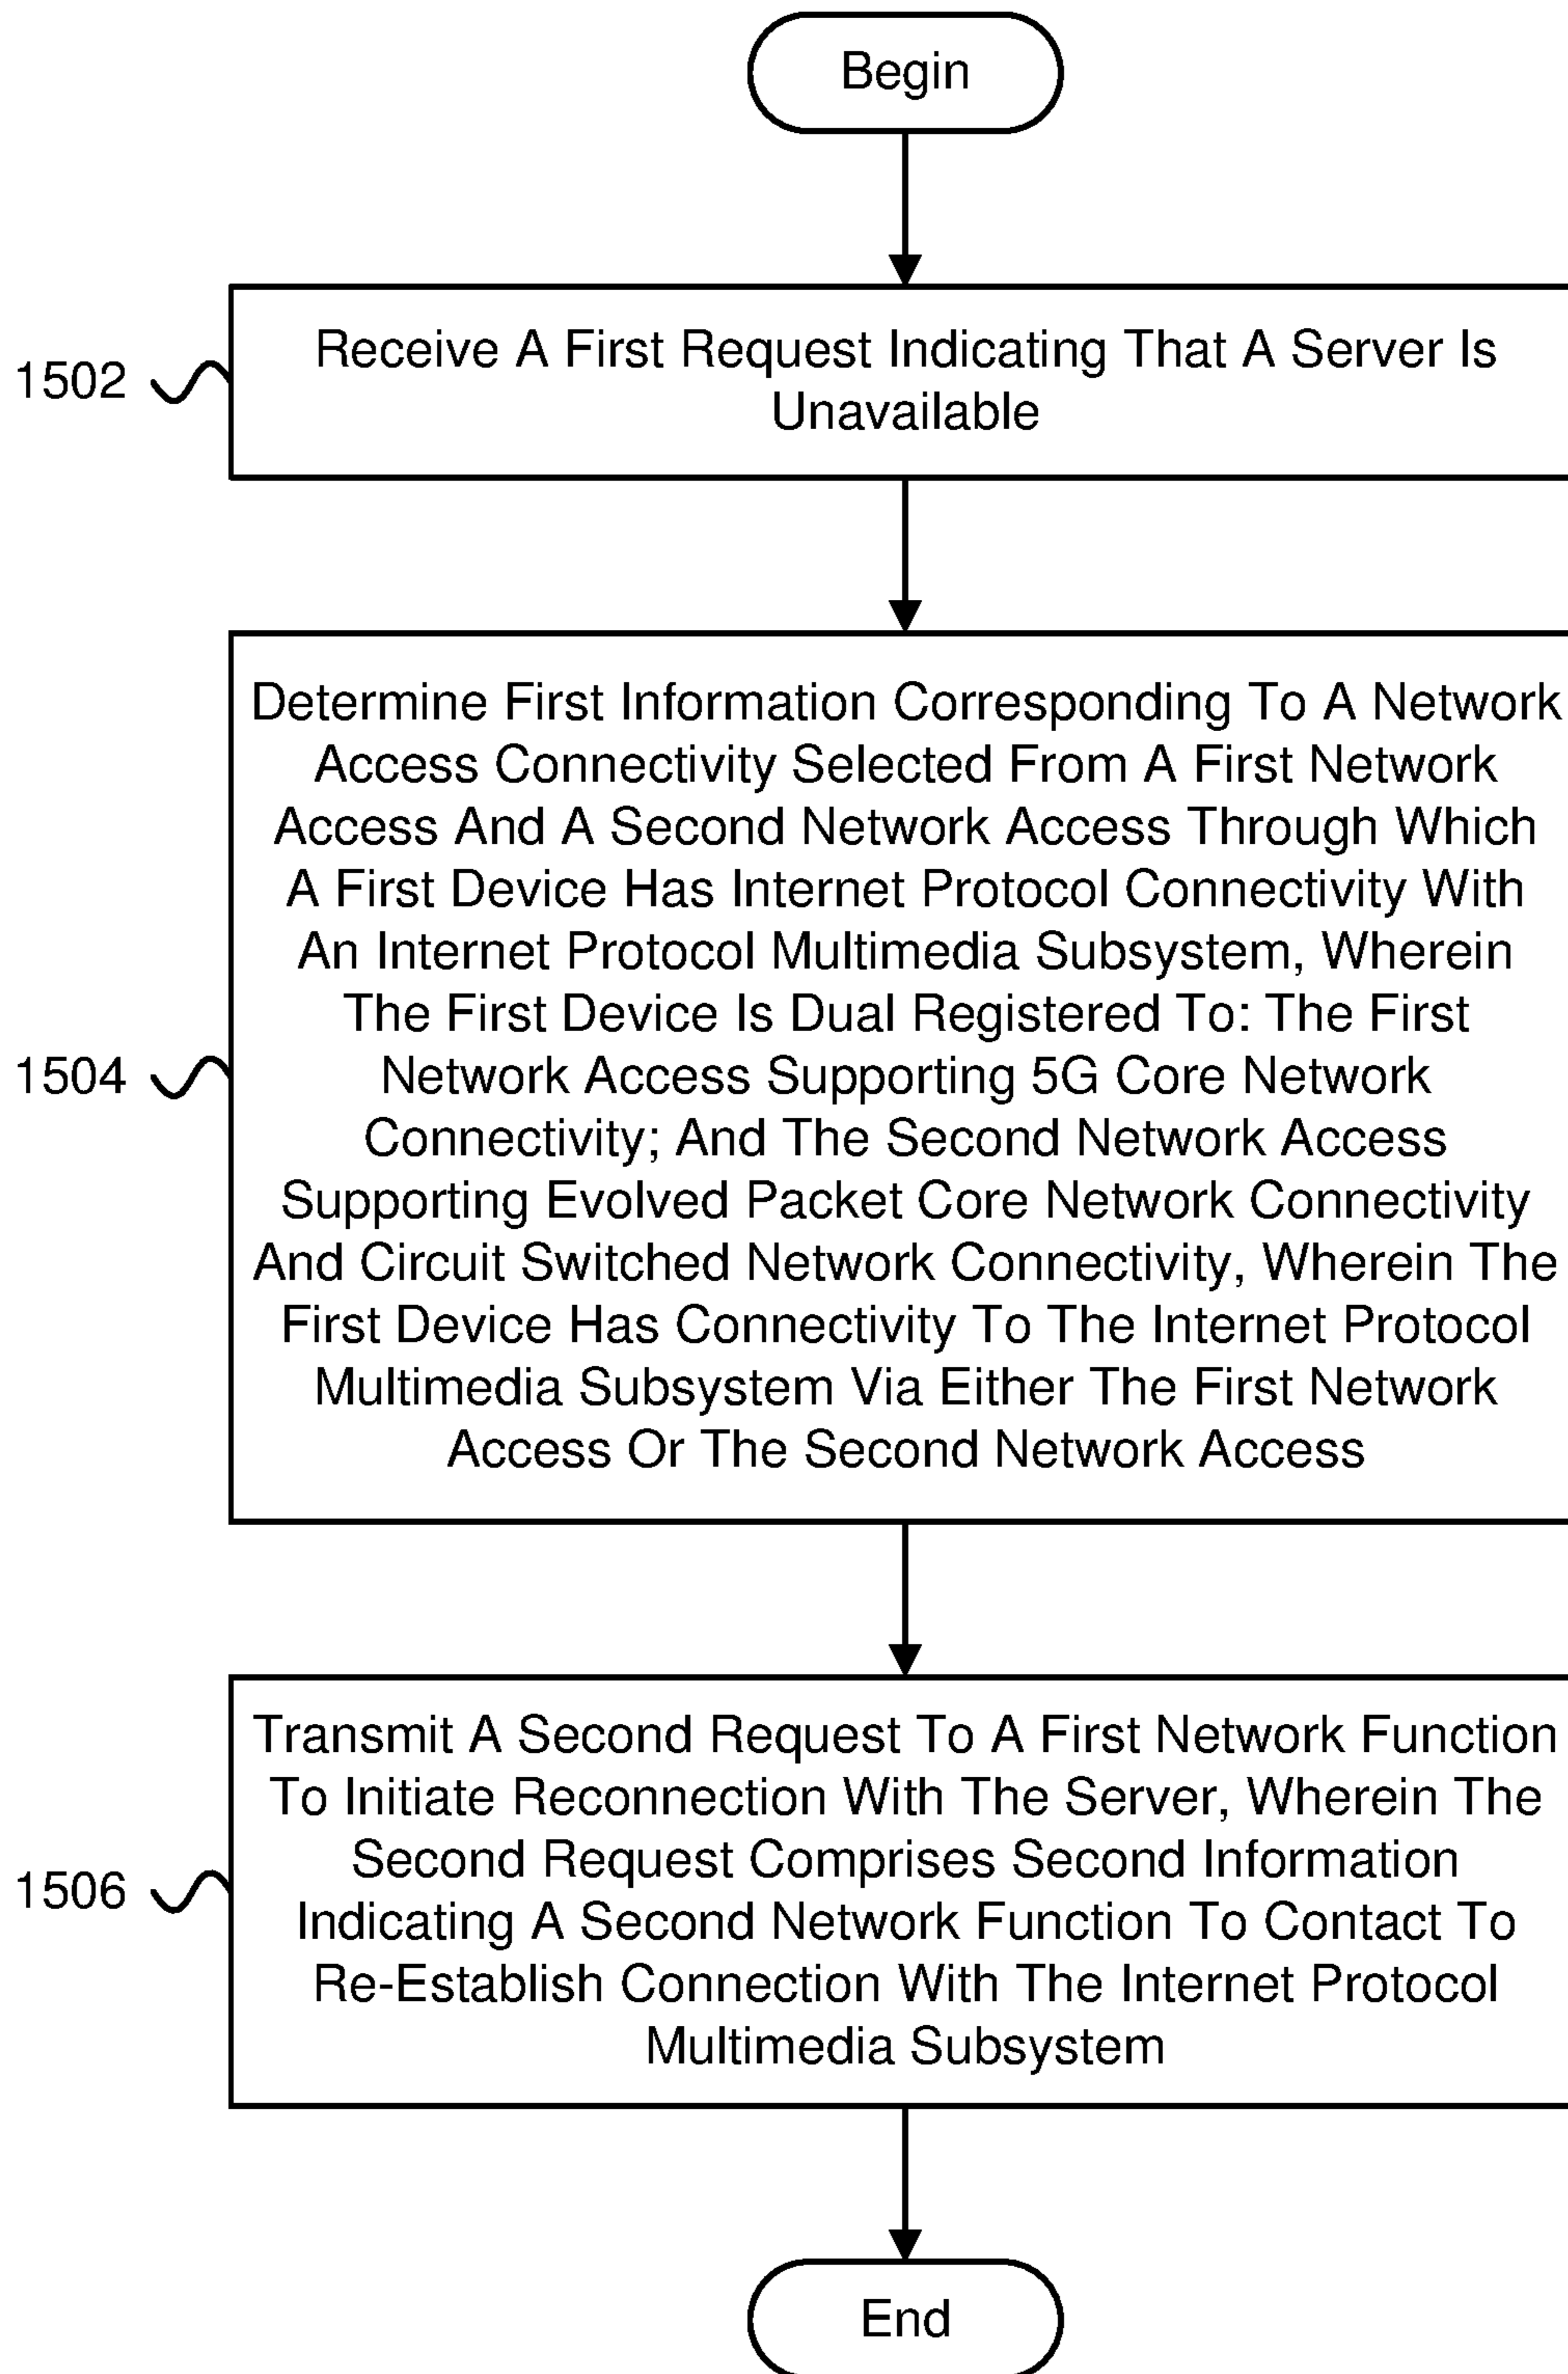 Begin
Receive A First Request Indicating That A Server Is
Unavailable
1502
Determine First Information Corresponding To A Network
Access Connectivity Selected From A First Network
Access And A Second Network Access Through Which
A First Device Has Internet Protocol Connectivity With
An Internet Protocol Multimedia Subsystem, Wherein
The First Device Is Dual Registered To: The First
Network Access Supporting 5G Core Network
Connectivity; And The Second Network Access
Supporting Evolved Packet Core Network Connectivity
And Circuit Switched Network Connectivity, Wherein The
First Device Has Connectivity To The Internet Protocol
Multimedia Subsystem Via Either The First Network
Access Or The Second Network Access
1504
Transmit A Second Request To A First Network Function
To Initiate Reconnection With The Server, Wherein The
Second Request Comprises Second Information
Indicating A Second Network Function To Contact To
Re-Establish Connection With The Internet Protocol
Multimedia Subsystem
1506
End